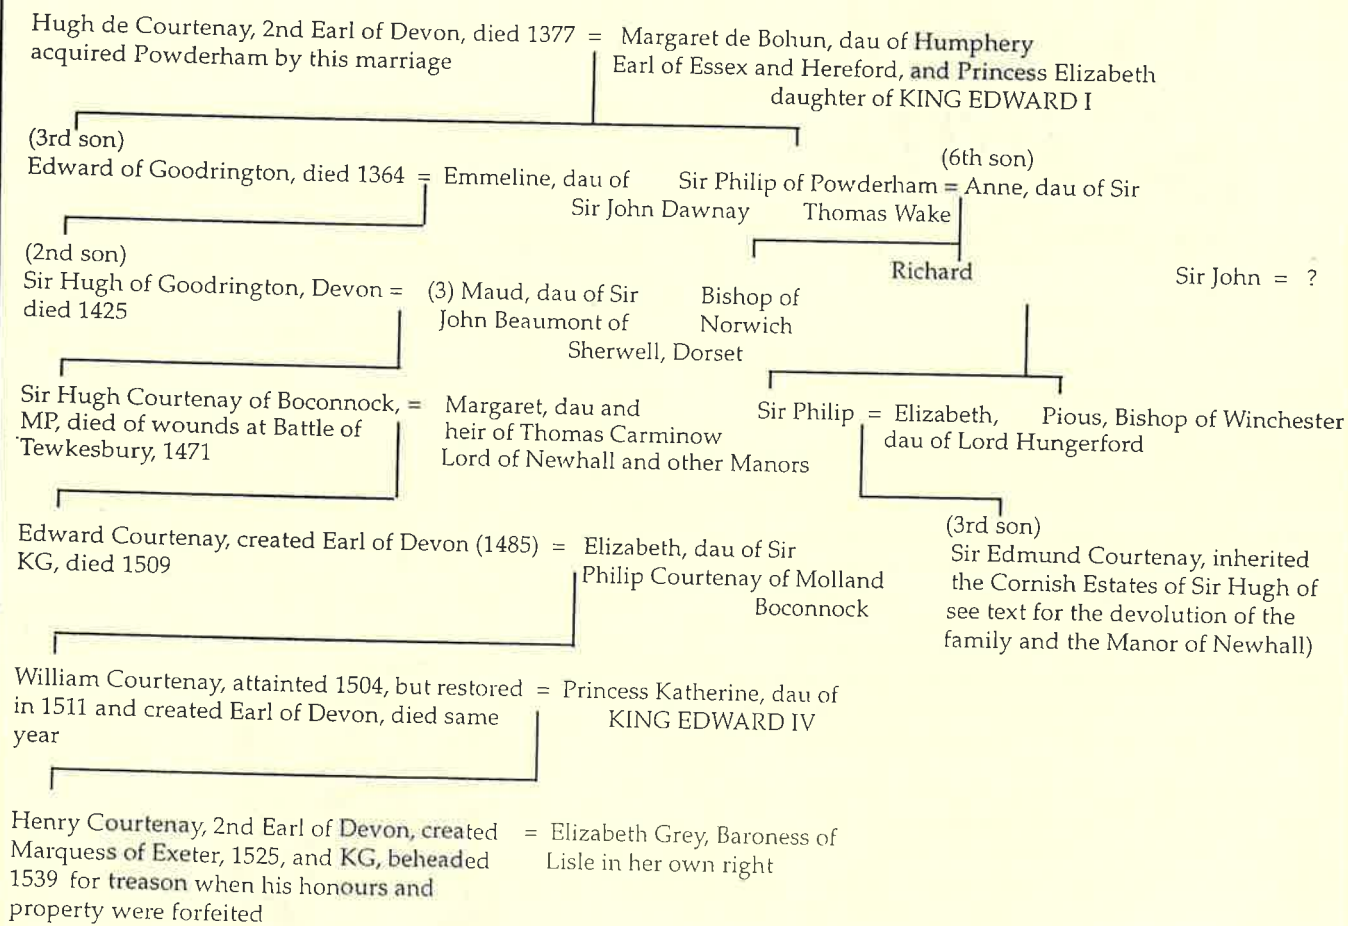 Hugh de Courtenay, 2nd Earl of Devon, died 1377 = Margaret de Bohun, dau of Humphery
acquired Powderham by this marriage Earl of Essex and Hereford, and Princess Elizabeth
daughter of KING EDWARD I
(3rd son)
(6th son)
Edward of Goodrington, died 1364 = Emmeline, dau of Sir Philip of Powderham = Anne, dau of Sir
Sir John Dawnay Thomas Wake
(2nd son)
Richard Sir John = ?
Sir Hugh of Goodrington, Devon = (3) Maud, dau of Sir Bishop of
died 1425 John Beaumont of Norwich
Sherwell, Dorset
Sir Hugh Courtenay of Boconnock, = Margaret, dau and Sir Philip = Elizabeth, Pious, Bishop of Winchester
MP, died of wounds at Battle of heir of Thomas Carminow dau of Lord Hungerford
Tewkesbury, 1471 Lord of Newhall and other Manors
(3rd son)
Edward Courtenay, created Earl of Devon (1485) = Elizabeth, dau of Sir Sir Edmund Courtenay, inherited
KG, died 1509 Philip Courtenay of Molland the Cornish Estates of Sir Hugh of
Boconnock see text for the devolution of the
family and the Manor of Newhall)
William Courtenay, attainted 1504, but restored = Princess Katherine, dau of
in 1511 and created Earl of Devon, died same KING EDWARD IV
year
Henry Courtenay, 2nd Earl of Devon, created = Elizabeth Grey, Baroness of
Marquess of Exeter, 1525, and KG, beheaded Lisle in her own right
1539 for treason when his honours and
property were forfeited